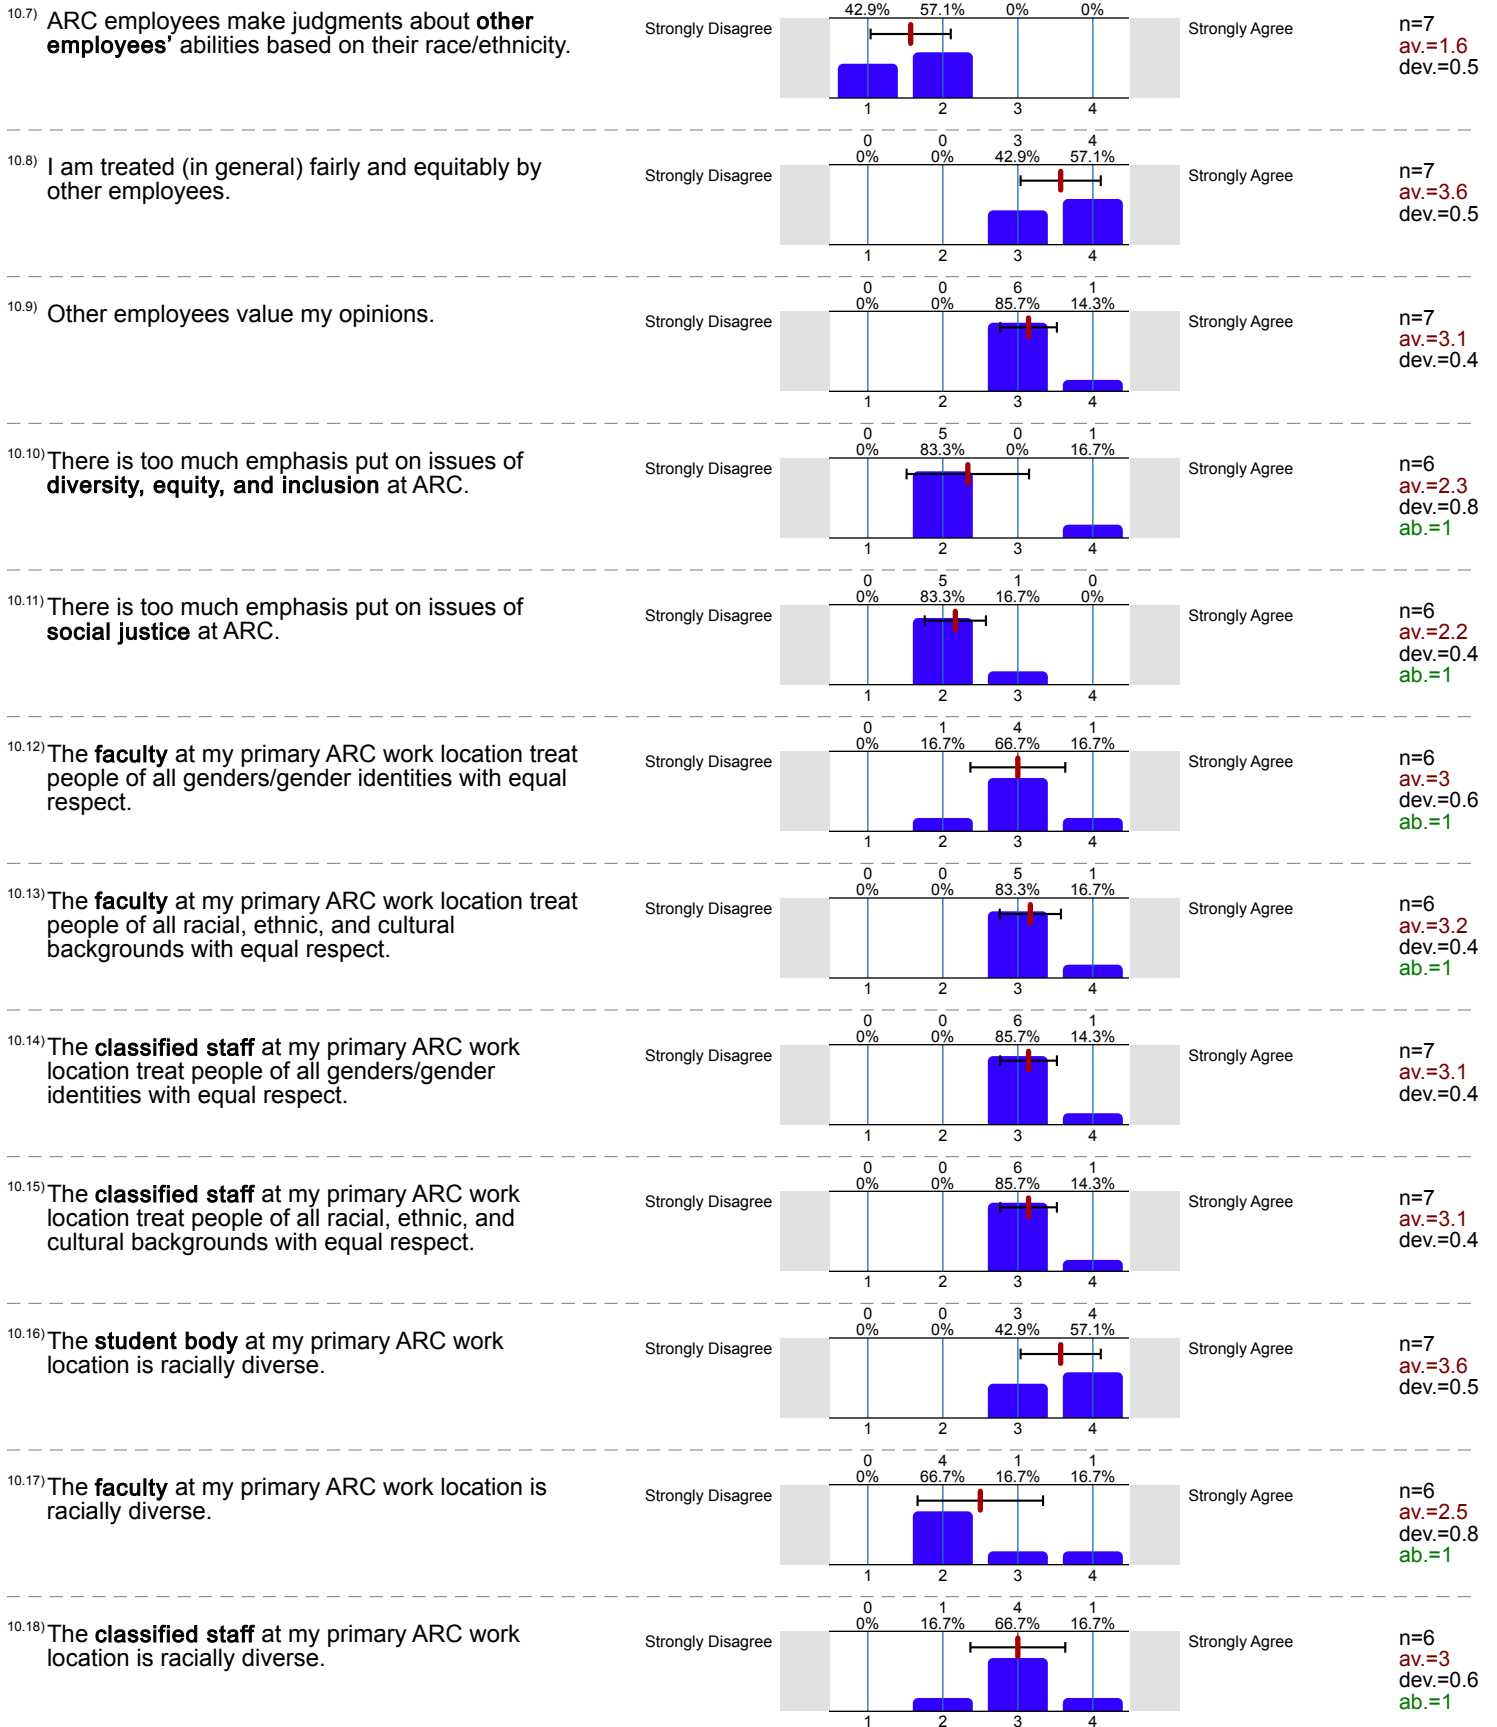 42.9% 57.1% 0% 0%
10.7) ARC employees make judgments about other
employees' abilities based on their race/ethnicity.
Strongly Disagree
Strongly Agree
n=7
av.=1.6
dev.=0.5
1 2 3 4
0 0 3 4
0% 0% 42.9% 57.1%
10.8) I am treated (in general) fairly and equitably by
other employees.
Strongly Disagree
Strongly Agree
n=7
av.=3.6
dev.=0.5
1 2 3 4
0 0 6 1
0% 0% 85.7% 14.3%
10.9) Other employees value my opinions.
Strongly Disagree
Strongly Agree
n=7
av.=3.1
dev.=0.4
1 2 3 4
0 5 0 1
0% 83.3% 0% 16.7%
10.10) There is too much emphasis put on issues of
diversity, equity, and inclusion at ARC.
Strongly Disagree
Strongly Agree
n=6
av.=2.3
dev.=0.8
ab.=1
1 2 3 4
0 5 1 0
0% 83.3% 16.7% 0%
10.11) There is too much emphasis put on issues of
social justice at ARC.
Strongly Disagree
Strongly Agree
n=6
av.=2.2
dev.=0.4
ab.=1
1 2 3 4
0 1 4 1
0% 16.7% 66.7% 16.7%
10.12) The faculty at my primary ARC work location treat
people of all genders/gender identities with equal
respect.
Strongly Disagree
Strongly Agree
n=6
av.=3
dev.=0.6
ab.=1
1 2 3 4
0 0 5 1
0% 0% 83.3% 16.7%
10.13) The faculty at my primary ARC work location treat
people of all racial, ethnic, and cultural
backgrounds with equal respect.
Strongly Disagree
Strongly Agree
n=6
av.=3.2
dev.=0.4
ab.=1
1 2 3 4
0 0 6 1
0% 0% 85.7% 14.3%
10.14) The classified staff at my primary ARC work
location treat people of all genders/gender
identities with equal respect.
Strongly Disagree
Strongly Agree
n=7
av.=3.1
dev.=0.4
1 2 3 4
0 0 6 1
0% 0% 85.7% 14.3%
10.15) The classified staff at my primary ARC work
location treat people of all racial, ethnic, and
cultural backgrounds with equal respect.
Strongly Disagree
Strongly Agree
n=7
av.=3.1
dev.=0.4
1 2 3 4
0 0 3 4
0% 0% 42.9% 57.1%
10.16) The student body at my primary ARC work
location is racially diverse.
Strongly Disagree
Strongly Agree
n=7
av.=3.6
dev.=0.5
1 2 3 4
0 4 1 1
0% 66.7% 16.7% 16.7%
10.17) The faculty at my primary ARC work location is
racially diverse.
Strongly Disagree
Strongly Agree
n=6
av.=2.5
dev.=0.8
ab.=1
1 2 3 4
0 1 4 1
0% 16.7% 66.7% 16.7%
10.18) The classified staff at my primary ARC work
location is racially diverse.
Strongly Disagree
Strongly Agree
n=6
av.=3
dev.=0.6
ab.=1
1 2 3 4